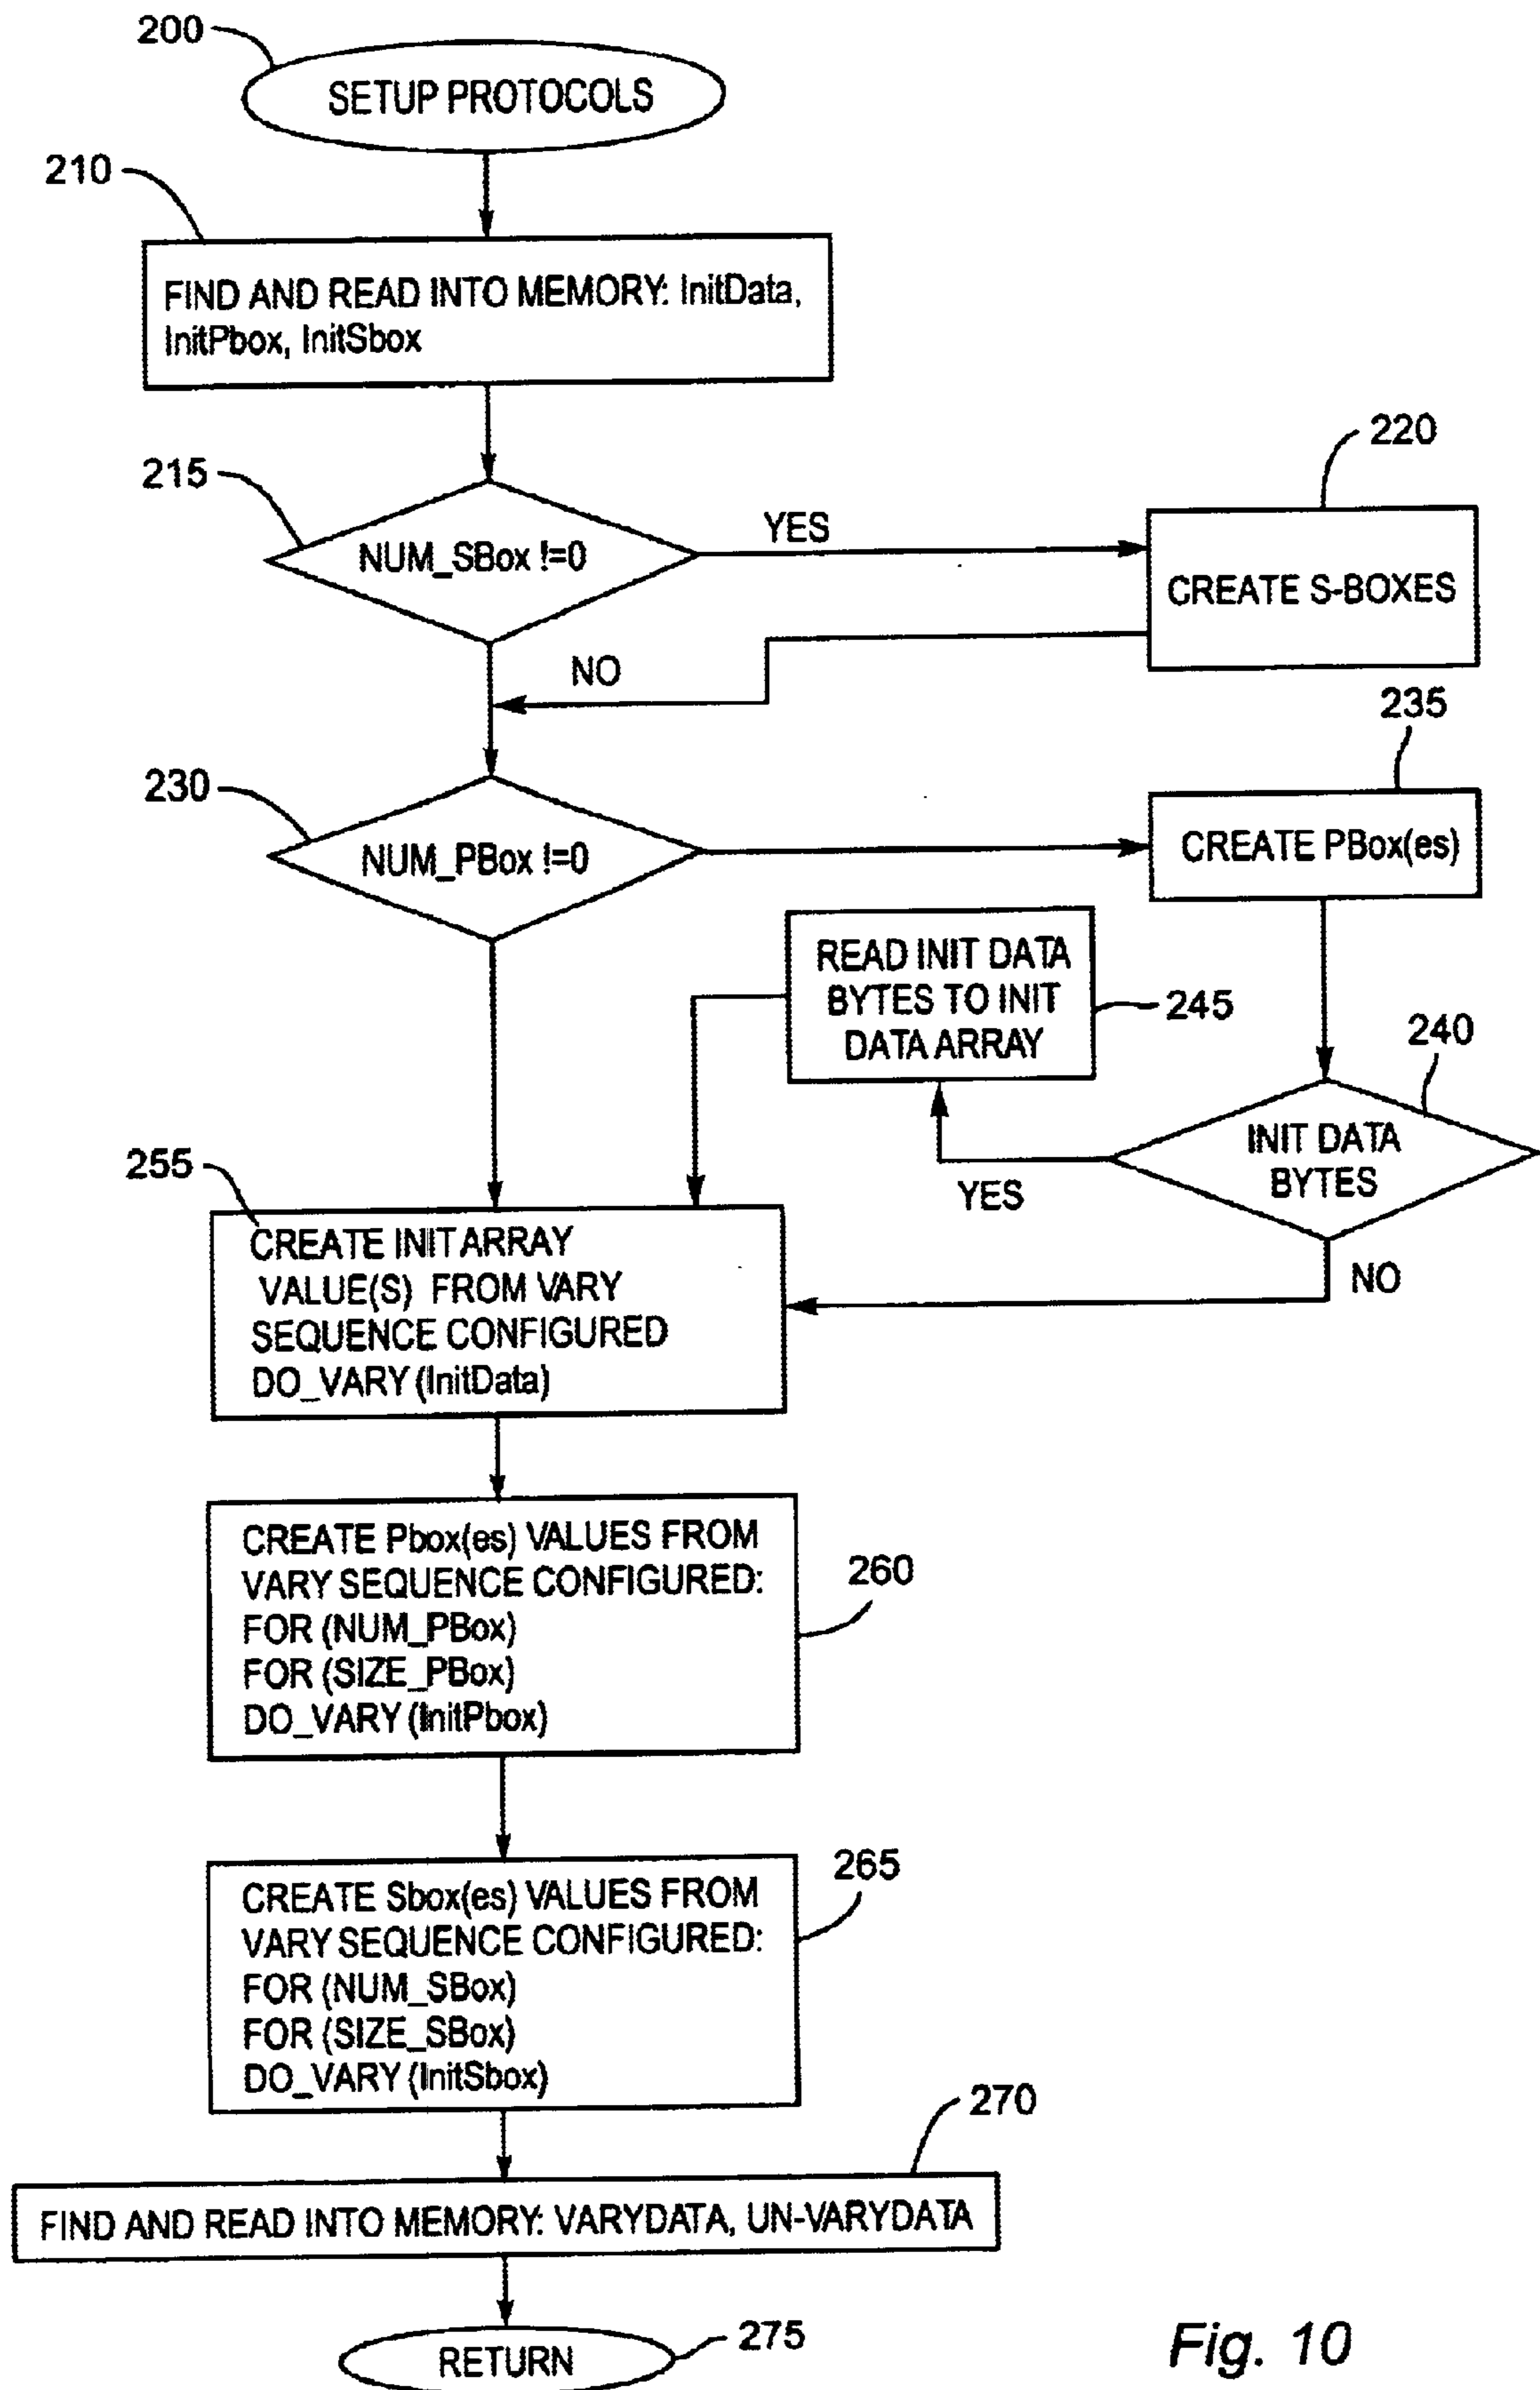 200
SETUP PROTOCOLS
210
FIND AND READ INTO MEMORY: InitData,
InitPbox, InitSbox
215
NUM_SBox !=0
YES
220
CREATE S-BOXES
NO
230
NUM_PBox !=0
235
CREATE PBox(es)
READ INIT DATA
BYTES TO INIT
DATA ARRAY
245
240
INIT DATA
BYTES
YES
NO
255
CREATE INIT ARRAY
VALUE(S) FROM VARY
SEQUENCE CONFIGURED
DO_VARY (InitData)
CREATE Pbox(es) VALUES FROM
VARY SEQUENCE CONFIGURED:
FOR (NUM_PBox)
FOR (SIZE_PBox)
DO_VARY (InitPbox)
260
CREATE Sbox(es) VALUES FROM
VARY SEQUENCE CONFIGURED:
FOR (NUM_SBox)
FOR (SIZE_SBox)
DO_VARY (InitSbox)
265
270
FIND AND READ INTO MEMORY: VARYDATA, UN-VARYDATA
RETURN
275
Fig. 10